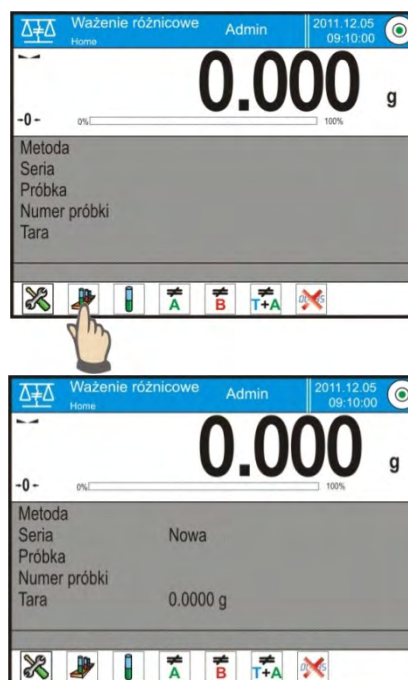 Ważenie różnicowe Admin 2011.12.05
Home 09:10:00
0.000 g
-0- 0% 100%
Metoda
Seria
Próbka
Numer próbki
Tara
A B T+A
Ważenie różnicowe Admin 2011.12.05
Home 09:10:00
0.000 g
-0- 0% 100%
Metoda
Seria Nowa
Próbka
Numer próbki
Tara 0.0000 g
A B T+A